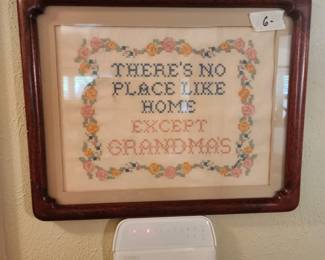 6-
THERE'S NO
PLACE LIKE
HOME
EXCEPT
GRANDMA'S